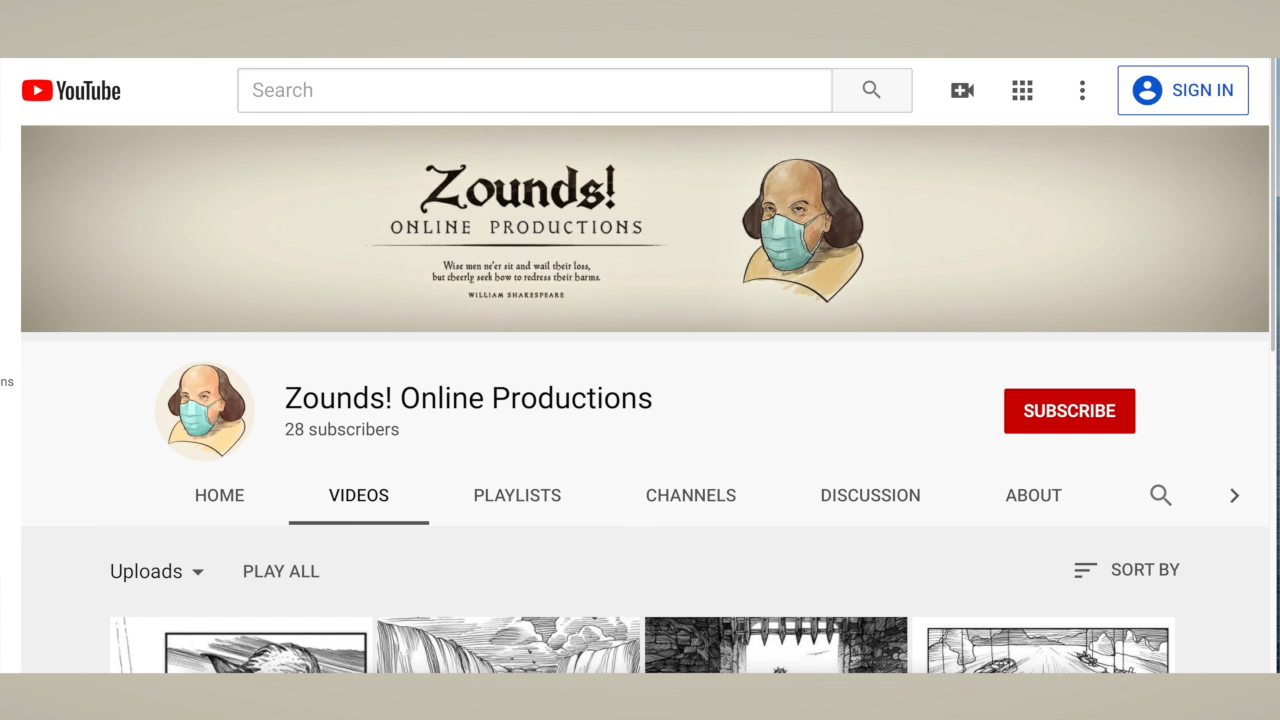 YouTube
Search
SIGN IN
Zounds!
ONLINE PRODUCTIONS
Wise men ne'er sit and wail their loss,
but cheerly seek how to redress their harms.
WILLIAM SHAKESPEARE
ns
Zounds! Online Productions
28 subscribers
SUBSCRIBE
HOME VIDEOS PLAYLISTS CHANNELS DISCUSSION ABOUT
Uploads PLAY ALL SORT BY